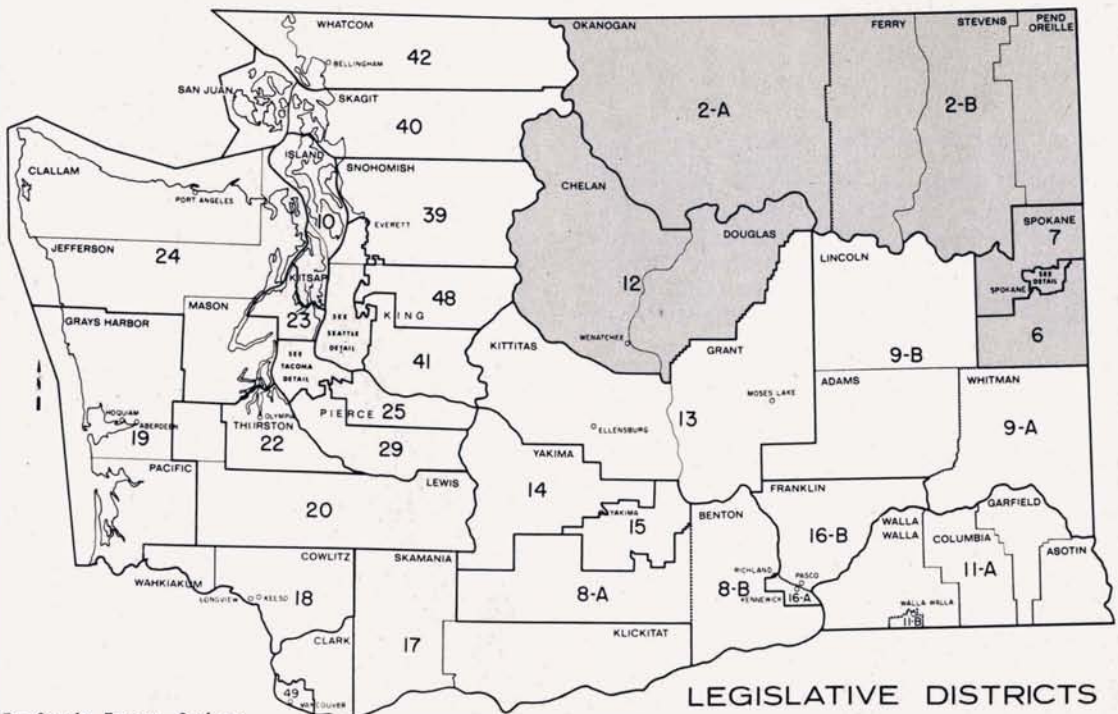 WHATCOM
42
BELLINGHAM
SAN JUAN
SKAGIT
40
ISLAND
10
SNOHOMISH
39
EVERETT
CLALLAM
PORT ANGELES
JEFFERSON
24
OKANOGAN
2-A
FERRY
STEVENS
2-B
PEND
OREILLE
CHELAN
DOUGLAS
12
WENATCHEE
SPOKANE
7
SPOKANE
SEE
DETAIL
6
LINCOLN
9-B
KITSAP
23
48
KING
SEE
SEATTLE
DETAIL
41
MASON
GRAYS HARBOR
HOQUIAM
ABERDEEN
19
SEE
TACOMA
DETAIL
PIERCE
25
29
OLYMPIA
THURSTON
22
KITTITAS
ELLENSBURG
13
GRANT
MOSES LAKE
ADAMS
WHITMAN
9-A
PACIFIC
LEWIS
20
YAKIMA
14
YAKIMA
15
BENTON
8-B
FRANKLIN
16-B
RICHLAND
PASCO
KENNEWICK
16-A
WALLA
WALLA
WALLA WALLA
11-B
COLUMBIA
11-A
GARFIELD
ASOTIN
WAHKIAKUM
COWLITZ
LONGVIEW
KELSO
18
SKAMANIA
17
8-A
KLICKITAT
CLARK
49
VANCOUVER
LEGISLATIVE DISTRICTS